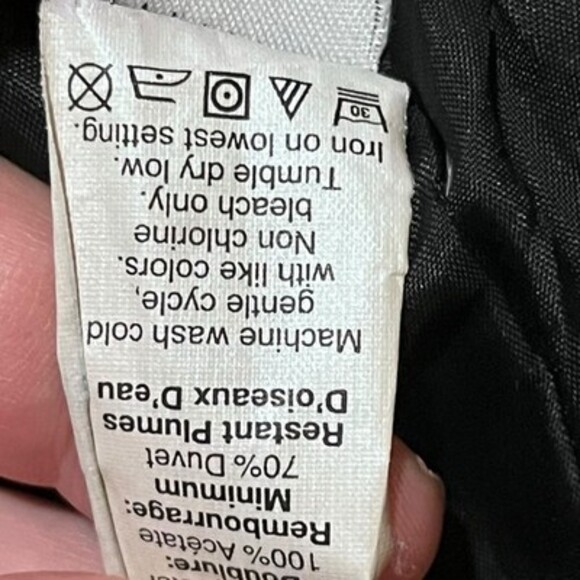 Doublure:
100% Acétate
Rembourrage:
Minimum
70% Duvet
Restant Plumes
D'oiseaux D'eau
Machine wash cold
gentle cycle,
with like colors.
Non chlorine
bleach only.
Tumble dry low.
Iron on lowest setting.
30